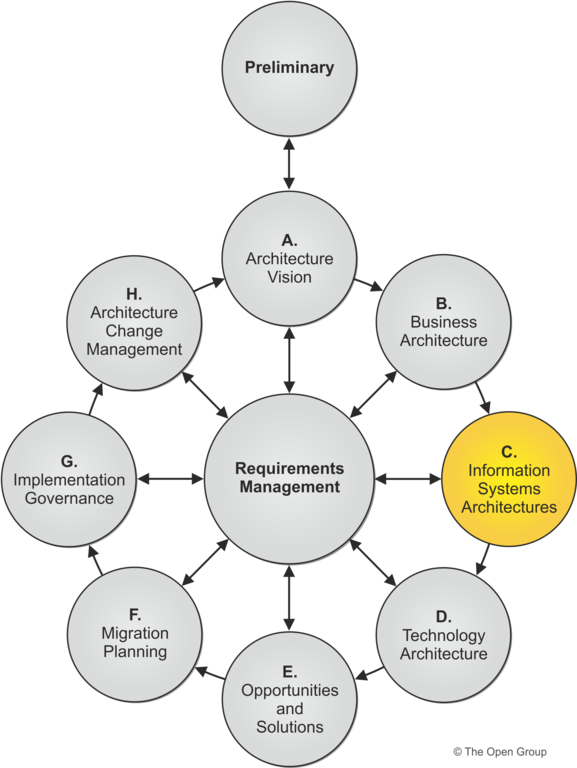 Preliminary
A.
Architecture
Vision
B.
Business
Architecture
C.
Information
Systems
Architectures
D.
Technology
Architecture
E.
Opportunities
and
Solutions
F.
Migration
Planning
G.
Implementation
Governance
H.
Architecture
Change
Management
Requirements
Management
© The Open Group